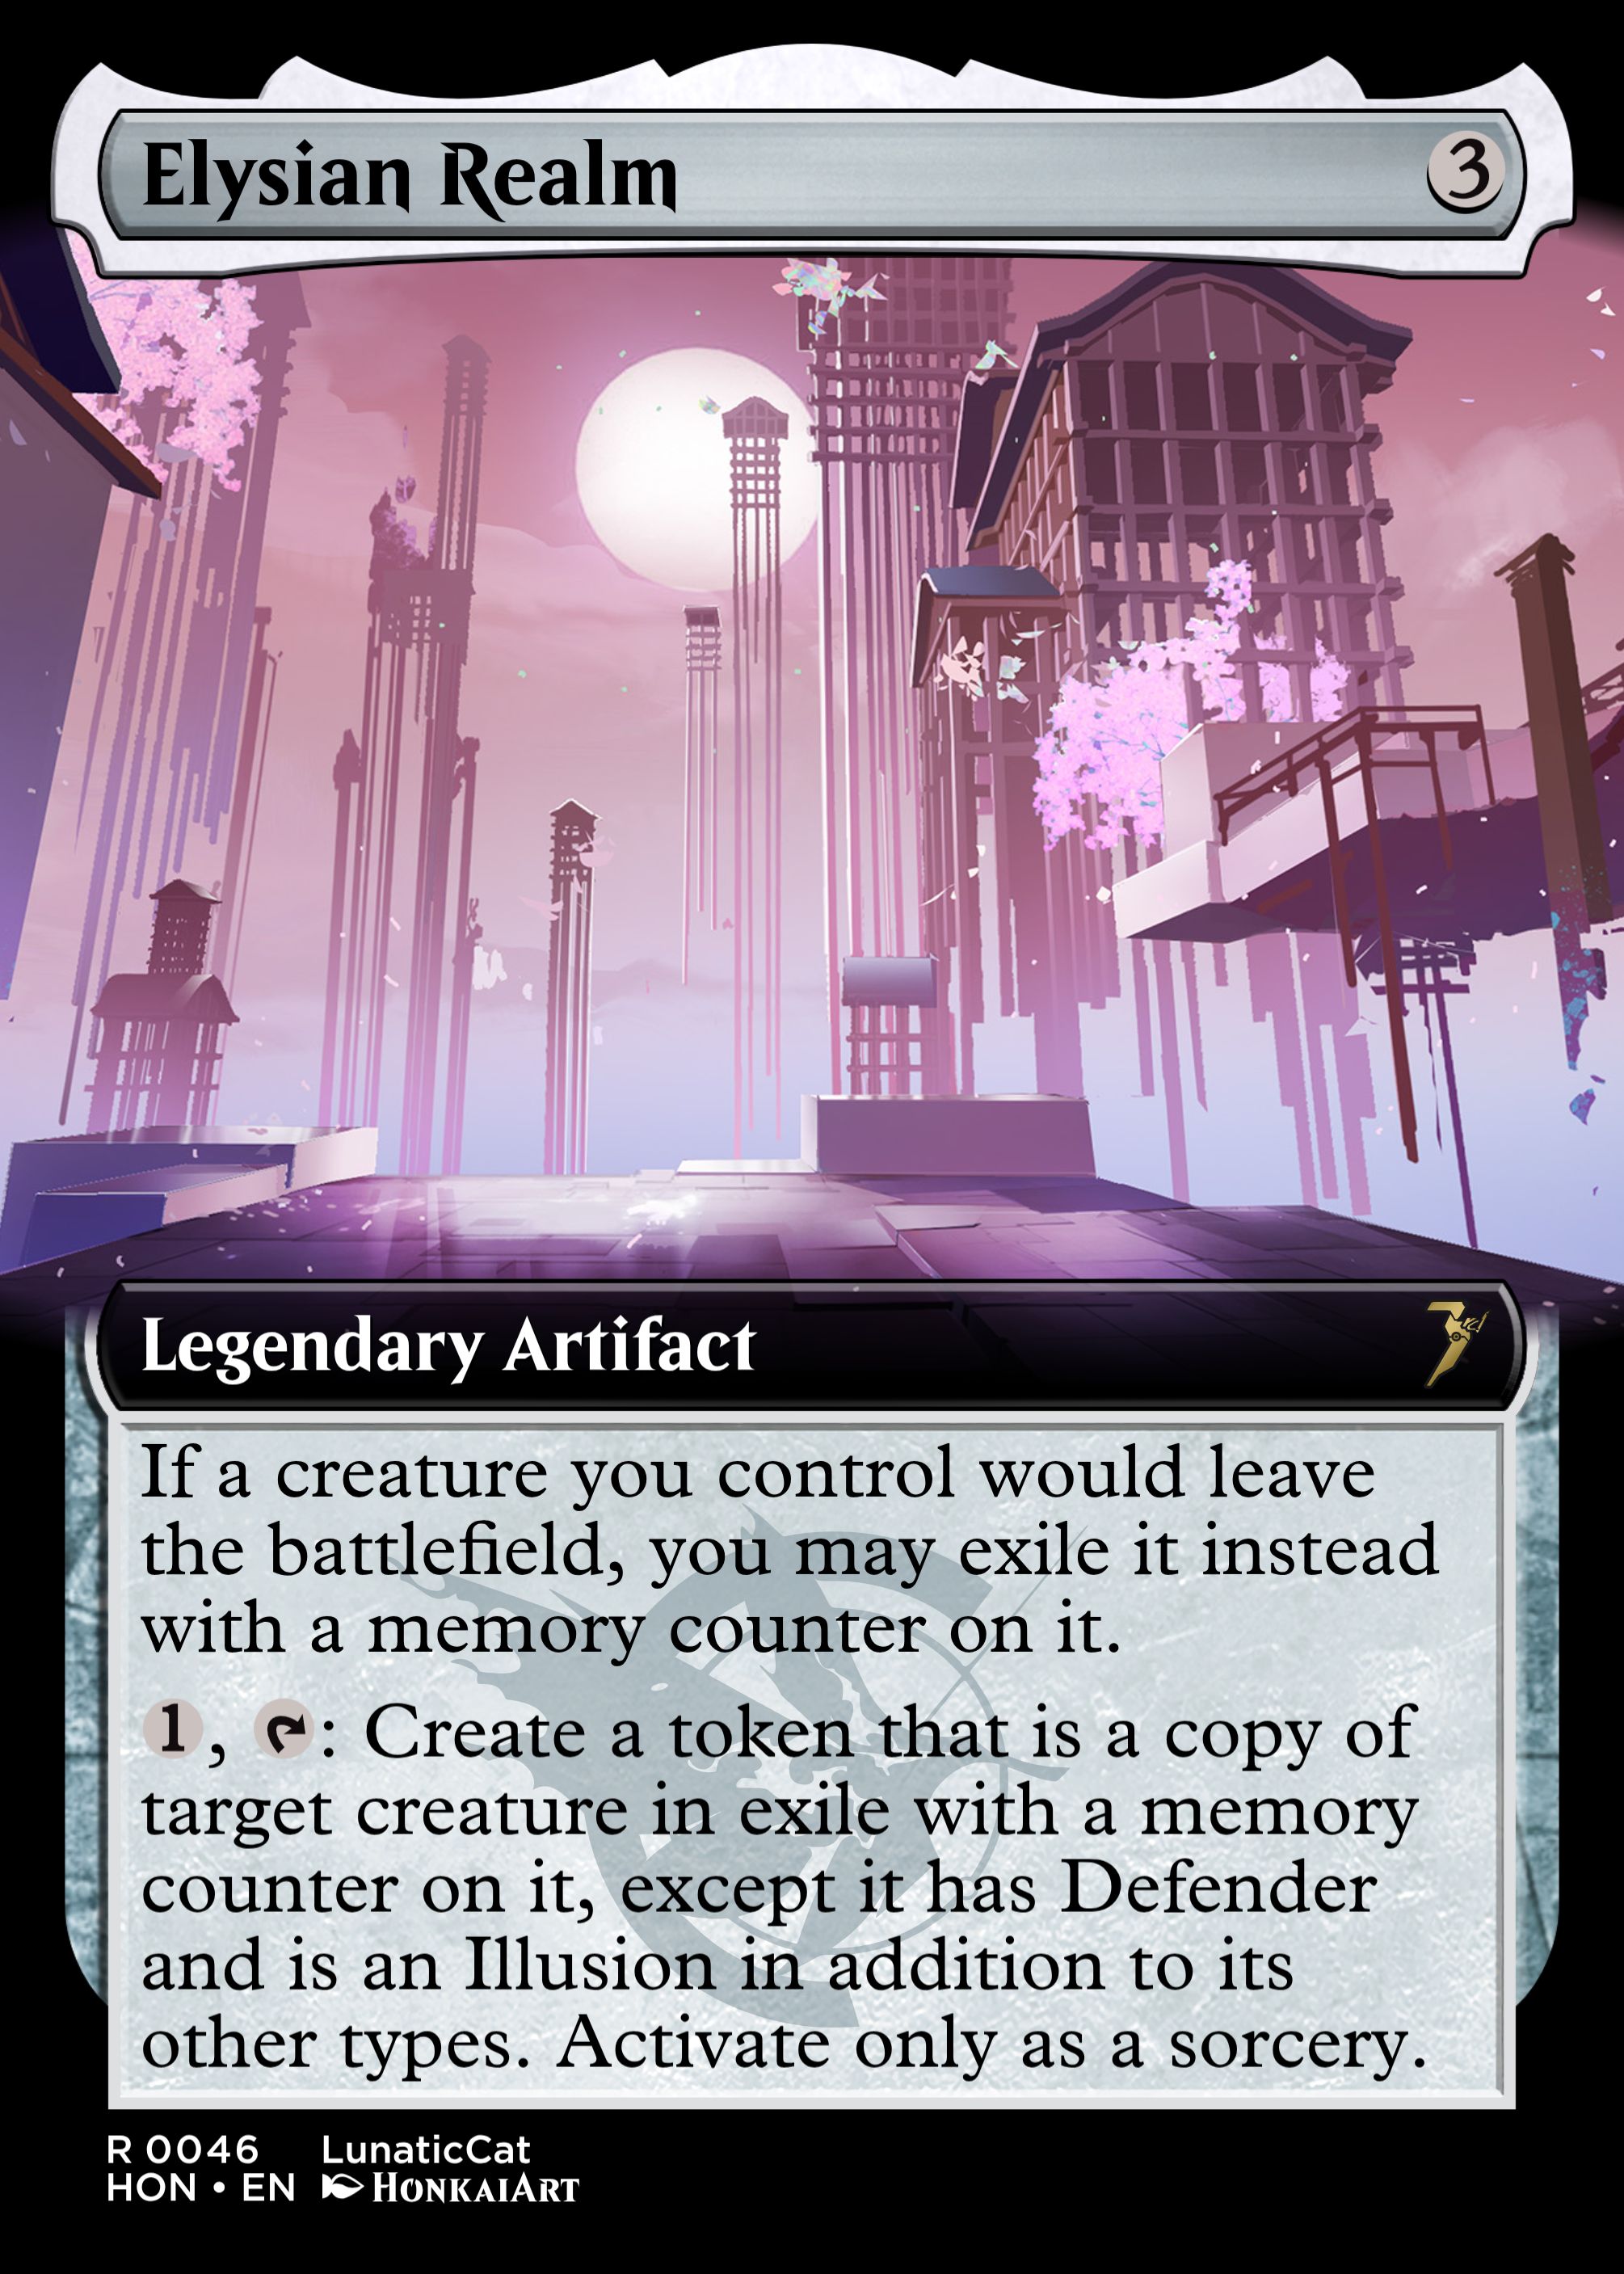 Elysian Realm 3
Legendary Artifact
If a creature you control would leave
the battlefield, you may exile it instead
with a memory counter on it.
1, : Create a token that is a copy of
target creature in exile with a memory
counter on it, except it has Defender
and is an Illusion in addition to its
other types. Activate only as a sorcery.
R 0046 LunaticCat
HON • EN HonkaiArt